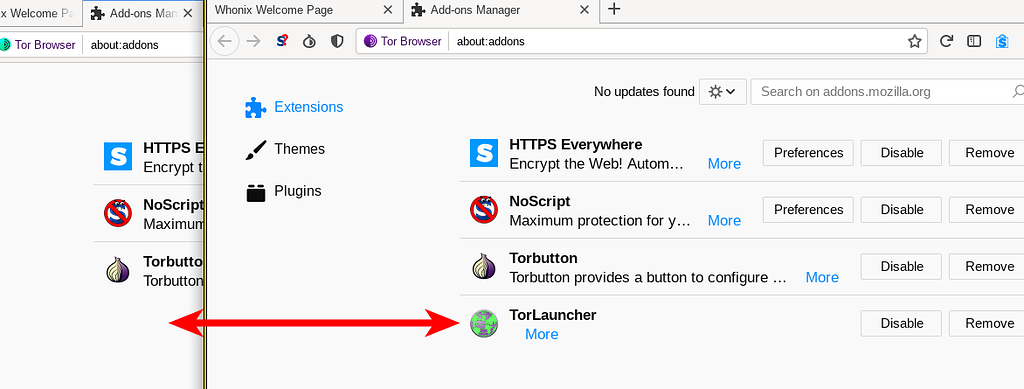 x Welcome P
Add-ons Man
Tor Browser
about:addons
HTTPS E
Encrypt t
NoScript
Maximum
Torbutto
Torbutton
Whonix Welcome Page
Add-ons Manager
Tor Browser
about:addons
No updates found
Search on addons.mozilla.org
Extensions
Themes
Plugins
HTTPS Everywhere
Encrypt the Web! Autom… More
Preferences
Disable
Remove
NoScript
Maximum protection for y… More
Preferences
Disable
Remove
Torbutton
Torbutton provides a button to configure … More
Disable
Remove
TorLauncher
More
Disable
Remove